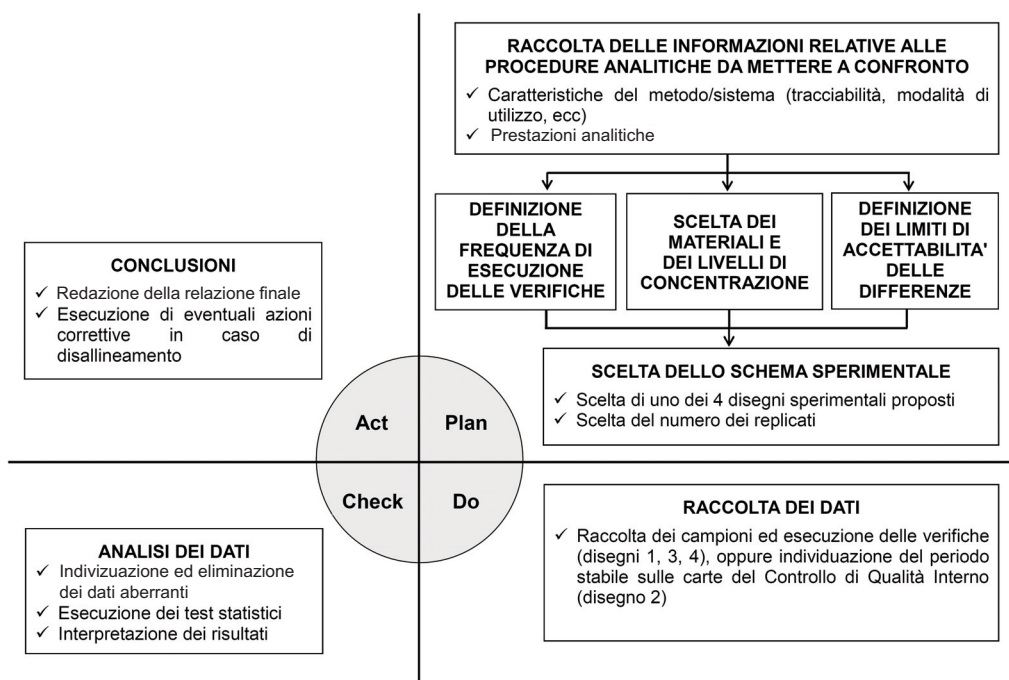 RACCOLTA DELLE INFORMAZIONI RELATIVE ALLE
PROCEDURE ANALITICHE DA METTERE A CONFRONTO
✓ Caratteristiche del metodo/sistema (tracciabilità, modalità di
utilizzo, ecc)
✓ Prestazioni analitiche
DEFINIZIONE
DELLA
FREQUENZA DI
ESECUZIONE
DELLE VERIFICHE
SCELTA DEI
MATERIALI E
DEI LIVELLI DI
CONCENTRAZIONE
DEFINIZIONE
DEI LIMITI DI
ACCETTABILITA'
DELLE
DIFFERENZE
SCELTA DELLO SCHEMA SPERIMENTALE
✓ Scelta di uno dei 4 disegni sperimentali proposti
✓ Scelta del numero dei replicati
CONCLUSIONI
✓ Redazione della relazione finale
✓ Esecuzione di eventuali azioni
correttive in caso di
disallineamento
Act
Plan
Check
Do
RACCOLTA DEI DATI
✓ Raccolta dei campioni ed esecuzione delle verifiche
(disegni 1, 3, 4), oppure individuazione del periodo
stabile sulle carte del Controllo di Qualità Interno
(disegno 2)
ANALISI DEI DATI
✓ Indivizuazione ed eliminazione
dei dati aberranti
✓ Esecuzione dei test statistici
✓ Interpretazione dei risultati